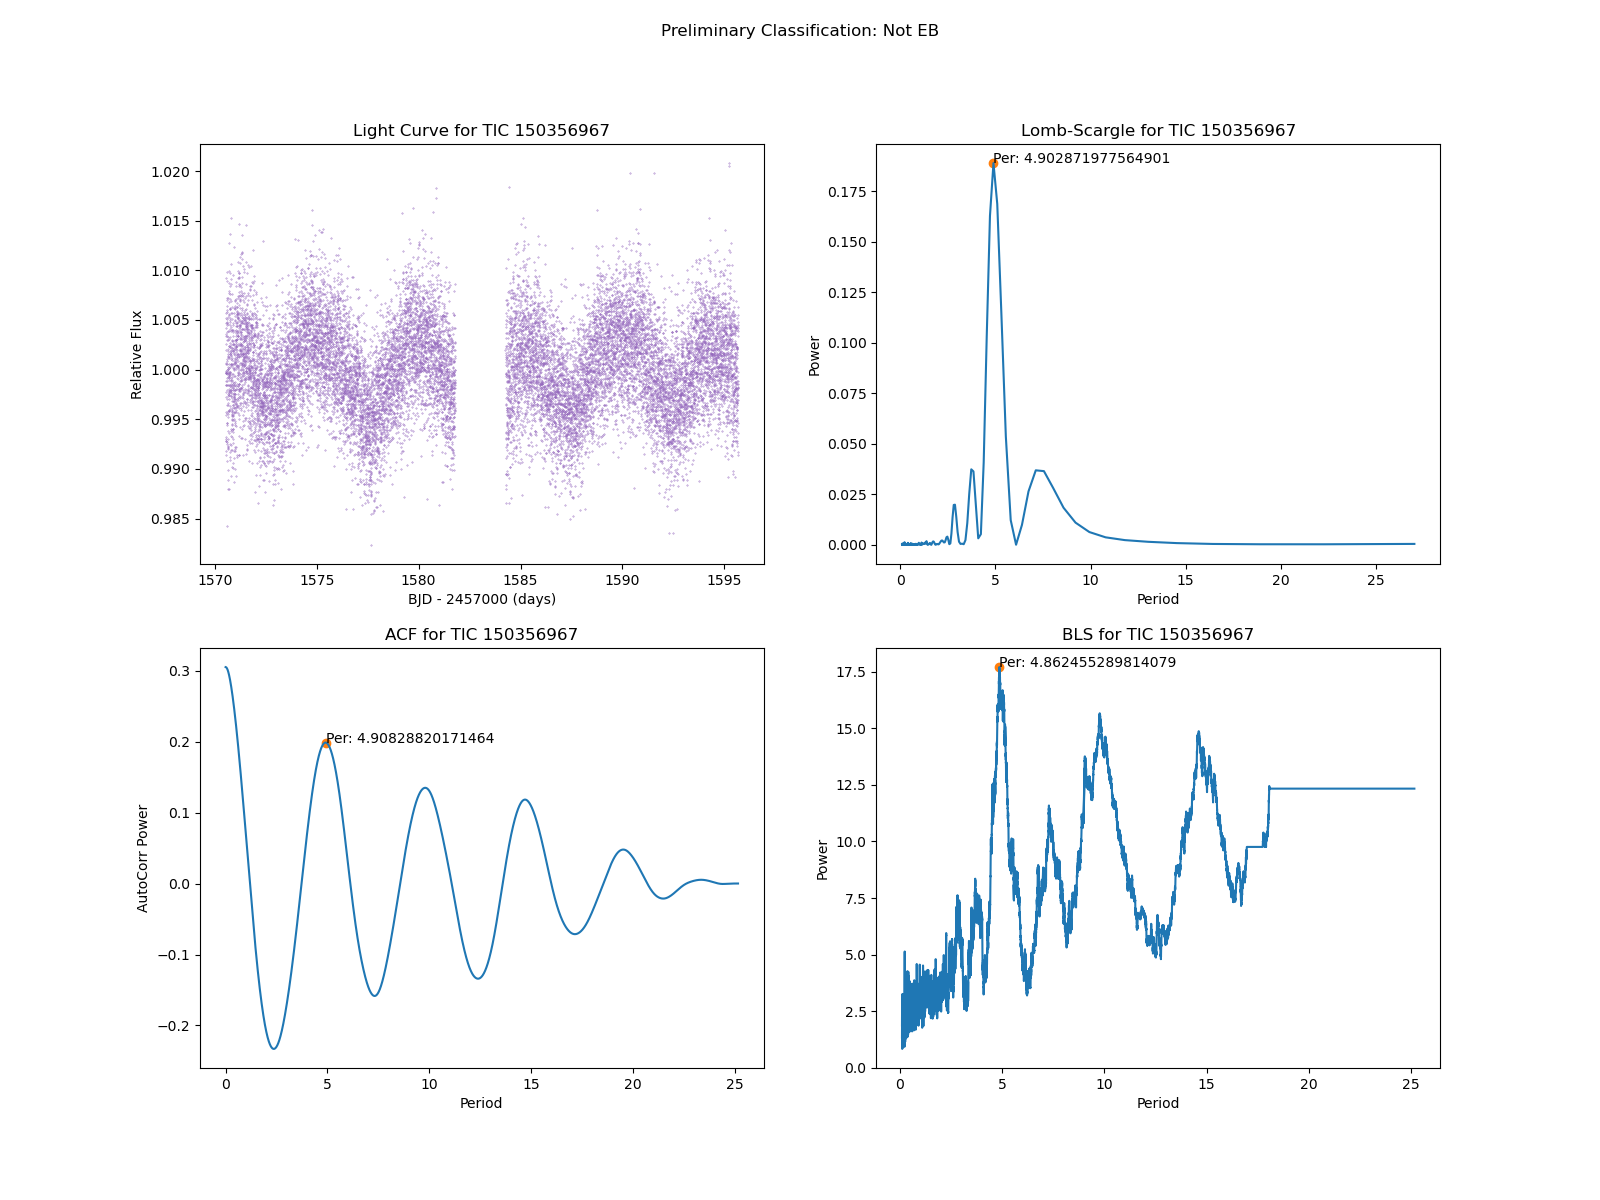 Preliminary Classification: Not EB
Light Curve for TIC 150356967
1.020
1.015
1.010
1.005
1.000
0.995
0.990
0.985
Relative Flux
1570 1575 1580 1585 1590 1595
BJD - 2457000 (days)
Lomb-Scargle for TIC 150356967
Per: 4.902871977564901
0.175
0.150
0.125
0.100
0.075
0.050
0.025
0.000
Power
0 5 10 15 20 25
Period
ACF for TIC 150356967
Per: 4.90828820171464
0.3
0.2
0.1
0.0
−0.1
−0.2
AutoCorr Power
0 5 10 15 20 25
Period
BLS for TIC 150356967
Per: 4.862455289814079
17.5
15.0
12.5
10.0
7.5
5.0
2.5
0.0
Power
0 5 10 15 20 25
Period